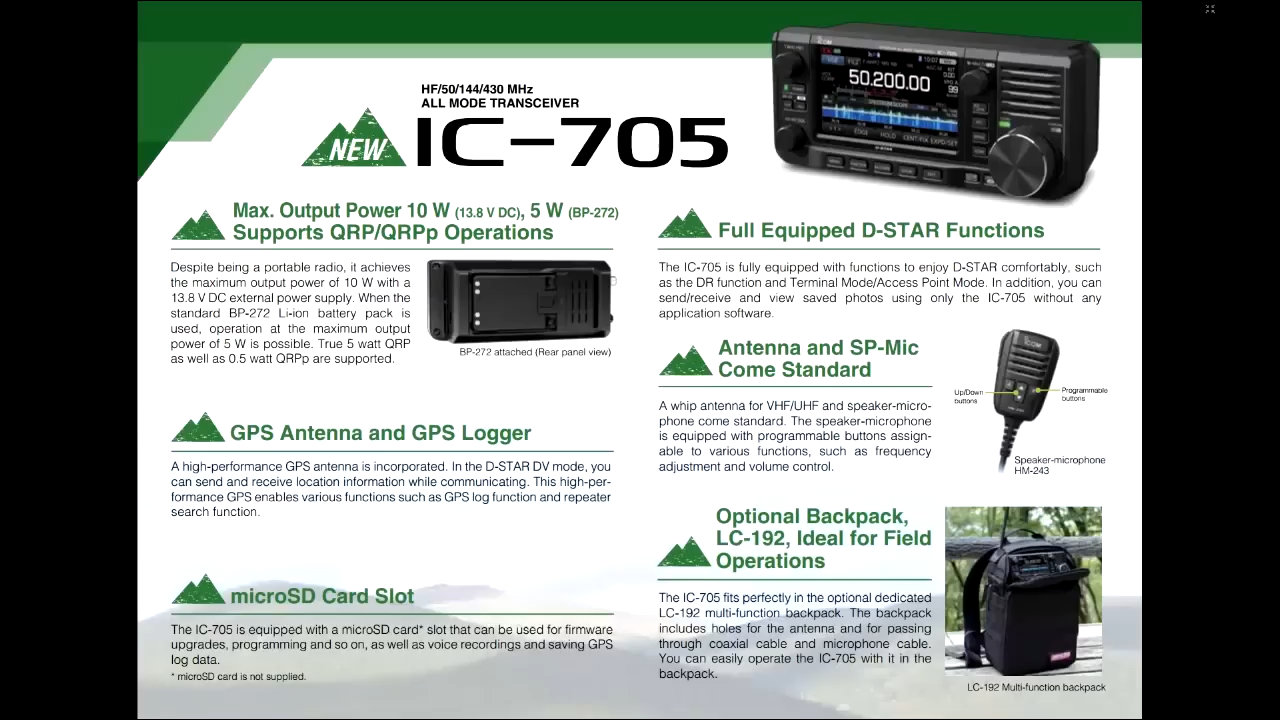 HF/50/144/430 MHz
ALL MODE TRANSCEIVER
NEW
IC-705
ICOM
IC-705
10:07
50.200.00
SPECTRUM SCOPE
EDGE HOLD CENT/FIX EXPD/SET
D-STAR
Max. Output Power 10 W (13.8 V DC), 5 W (BP-272)
Supports QRP/QRPp Operations
Despite being a portable radio, it achieves
the maximum output power of 10 W with a
13.8 V DC external power supply. When the
standard BP-272 Li-ion battery pack is
used, operation at the maximum output
power of 5 W is possible. True 5 watt QRP
as well as 0.5 watt QRPp are supported.
BP-272 attached (Rear panel view)
GPS Antenna and GPS Logger
A high-performance GPS antenna is incorporated. In the D-STAR DV mode, you
can send and receive location information while communicating. This high-per-
formance GPS enables various functions such as GPS log function and repeater
search function.
microSD Card Slot
The IC-705 is equipped with a microSD card* slot that can be used for firmware
upgrades, programming and so on, as well as voice recordings and saving GPS
log data.
* microSD card is not supplied.
Full Equipped D-STAR Functions
The IC-705 is fully equipped with functions to enjoy D-STAR comfortably, such
as the DR function and Terminal Mode/Access Point Mode. In addition, you can
send/receive and view saved photos using only the IC-705 without any
application software.
Antenna and SP-Mic
Come Standard
A whip antenna for VHF/UHF and speaker-micro-
phone come standard. The speaker-microphone
is equipped with programmable buttons assign-
able to various functions, such as frequency
adjustment and volume control.
ICOM
Up/Down
buttons
Programmable
buttons
Speaker-microphone
HM-243
Optional Backpack,
LC-192, Ideal for Field
Operations
The IC-705 fits perfectly in the optional dedicated
LC-192 multi-function backpack. The backpack
includes holes for the antenna and for passing
through coaxial cable and microphone cable.
You can easily operate the IC-705 with it in the
backpack.
LC-192 Multi-function backpack